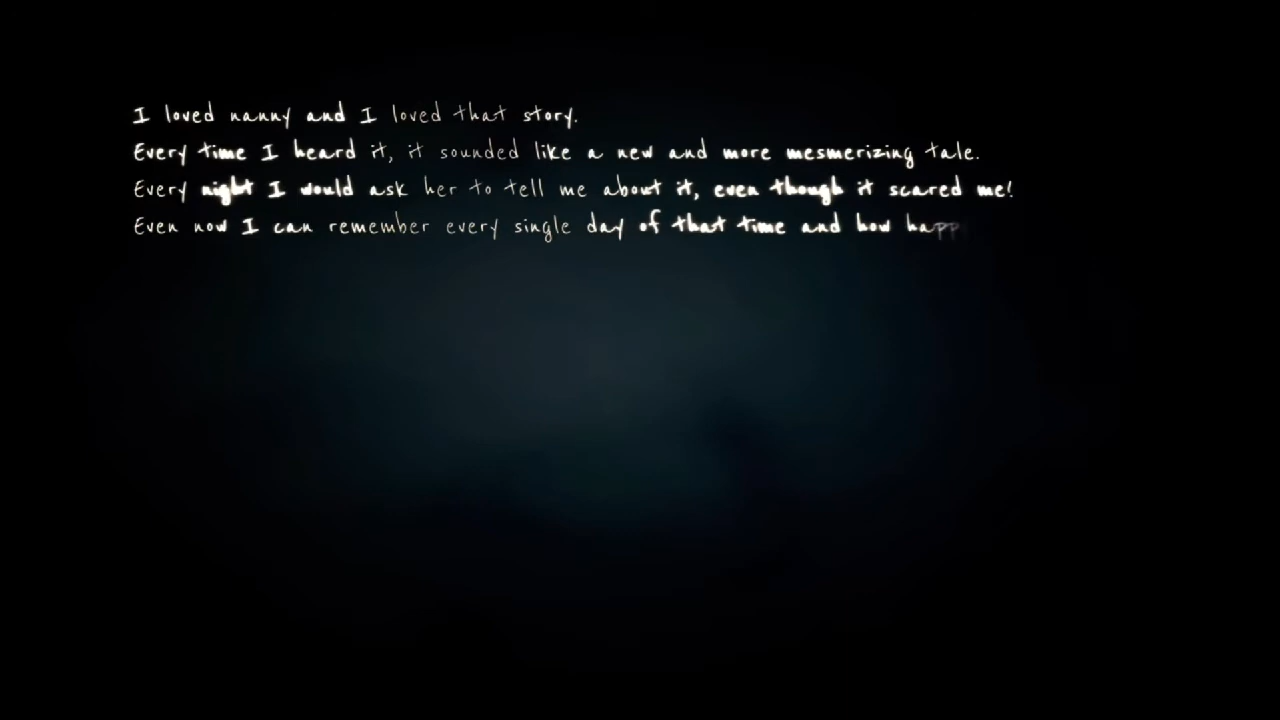 I loved nanny and I loved that story.
Every time I heard it, it sounded like a new and more mesmerizing tale.
Every night I would ask her to tell me about it, even though it scared me!
Even now I can remember every single day of that time and how happ